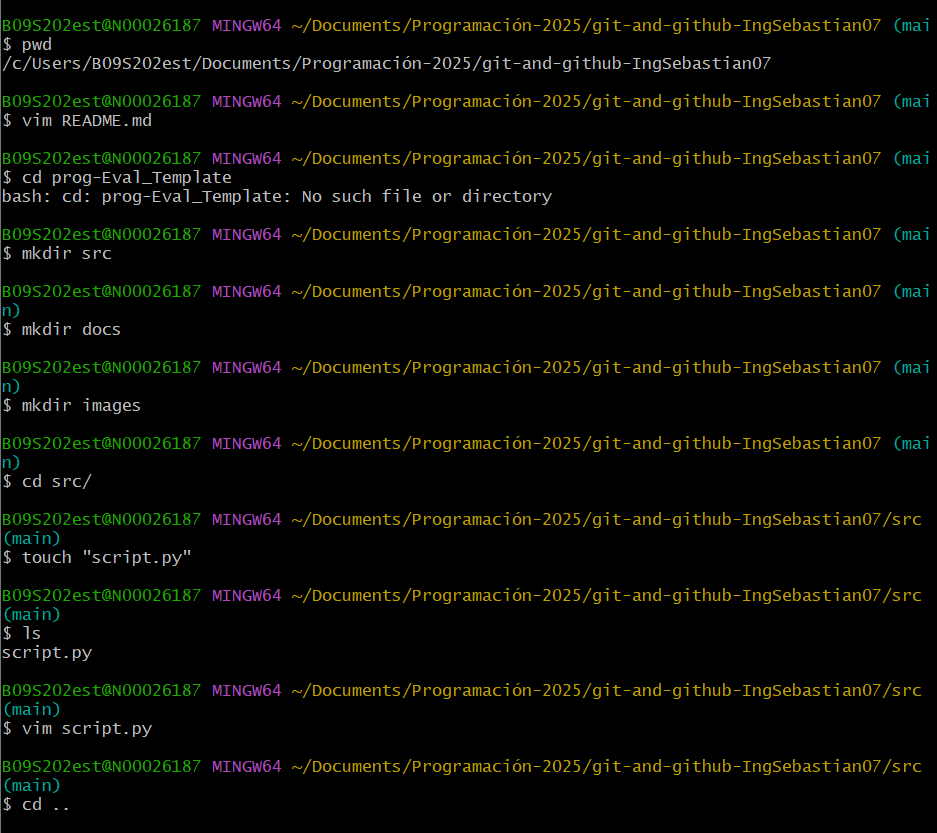 B09S202est@N00026187 MINGW64 ~/Documents/Programación-2025/git-and-github-IngSebastian07 (mai
$ pwd
/c/Users/B09S202est/Documents/Programación-2025/git-and-github-IngSebastian07
B09S202est@N00026187 MINGW64 ~/Documents/Programación-2025/git-and-github-IngSebastian07 (mai
$ vim README.md
B09S202est@N00026187 MINGW64 ~/Documents/Programación-2025/git-and-github-IngSebastian07 (mai
$ cd prog-Eval_Template
bash: cd: prog-Eval_Template: No such file or directory
B09S202est@N00026187 MINGW64 ~/Documents/Programación-2025/git-and-github-IngSebastian07 (mai
$ mkdir src
B09S202est@N00026187 MINGW64 ~/Documents/Programación-2025/git-and-github-IngSebastian07 (mai
n)
$ mkdir docs
B09S202est@N00026187 MINGW64 ~/Documents/Programación-2025/git-and-github-IngSebastian07 (mai
n)
$ mkdir images
B09S202est@N00026187 MINGW64 ~/Documents/Programación-2025/git-and-github-IngSebastian07 (mai
n)
$ cd src/
B09S202est@N00026187 MINGW64 ~/Documents/Programación-2025/git-and-github-IngSebastian07/src
(main)
$ touch "script.py"
B09S202est@N00026187 MINGW64 ~/Documents/Programación-2025/git-and-github-IngSebastian07/src
(main)
$ ls
script.py
B09S202est@N00026187 MINGW64 ~/Documents/Programación-2025/git-and-github-IngSebastian07/src
(main)
$ vim script.py
B09S202est@N00026187 MINGW64 ~/Documents/Programación-2025/git-and-github-IngSebastian07/src
(main)
$ cd ..